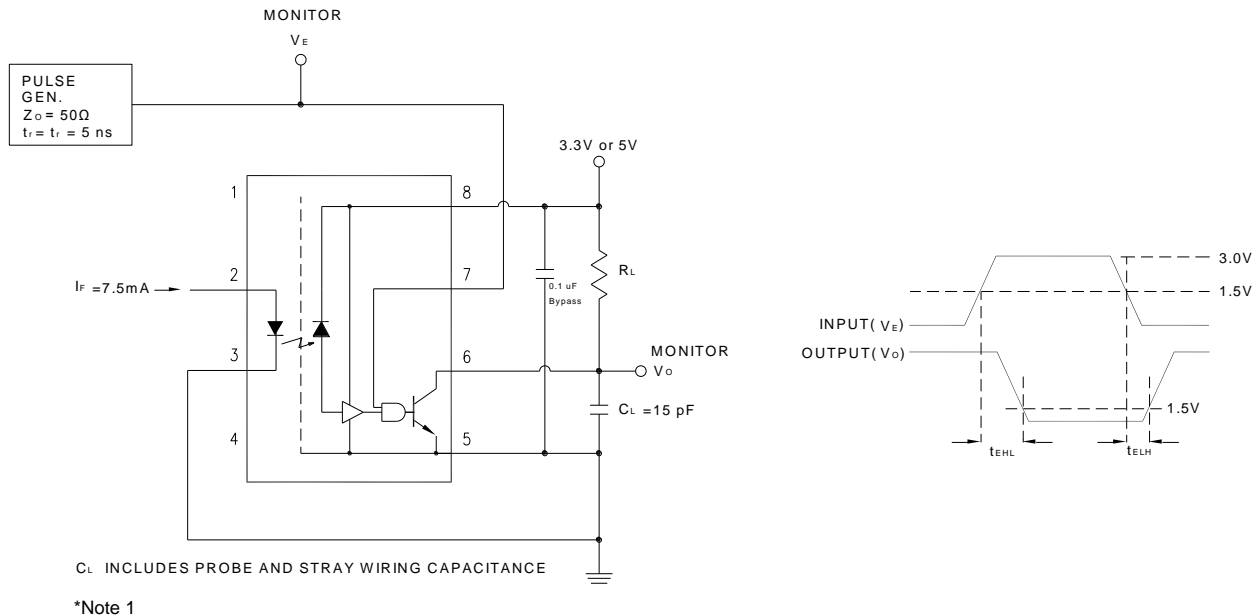 MONITOR
VE
PULSE
GEN.
ZO = 50Ω
tr = tr = 5 ns
3.3V or 5V
1
8
2
7
IF =7.5mA
0.1 uF
Bypass
RL
3
6
MONITOR
VO
CL =15 pF
4
5
CL INCLUDES PROBE AND STRAY WIRING CAPACITANCE
*Note 1
3.0V
1.5V
INPUT(VE)
OUTPUT(VO)
1.5V
tEHL
tELH